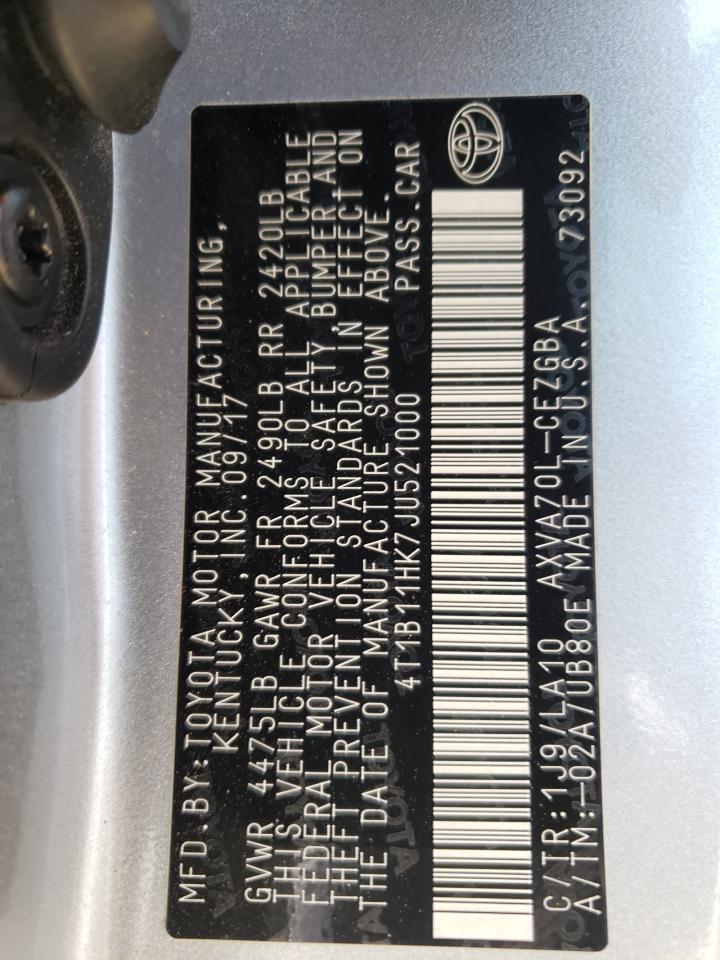 MFD.BY:TOYOTA MOTOR MANUFACTURING,
KENTUCKY, INC.09/17
GVWR 4475LB GAWR FR 2490LB RR 2420LB
THIS VEHICLE CONFORMS TO ALL APPLICABLE
FEDERAL MOTOR VEHICLE SAFETY,BUMPER,AND
THEFT PREVENTION STANDARDS IN EFFECT ON
THE DATE OF MANUFACTURE SHOWN ABOVE.
4T1B11HK7JU521000 PASS.CAR
C/TR:1J9/LA10 AXVA70L-CEZGBA
A/TM:-02A/UB80E MADE IN U.S.A. 73092